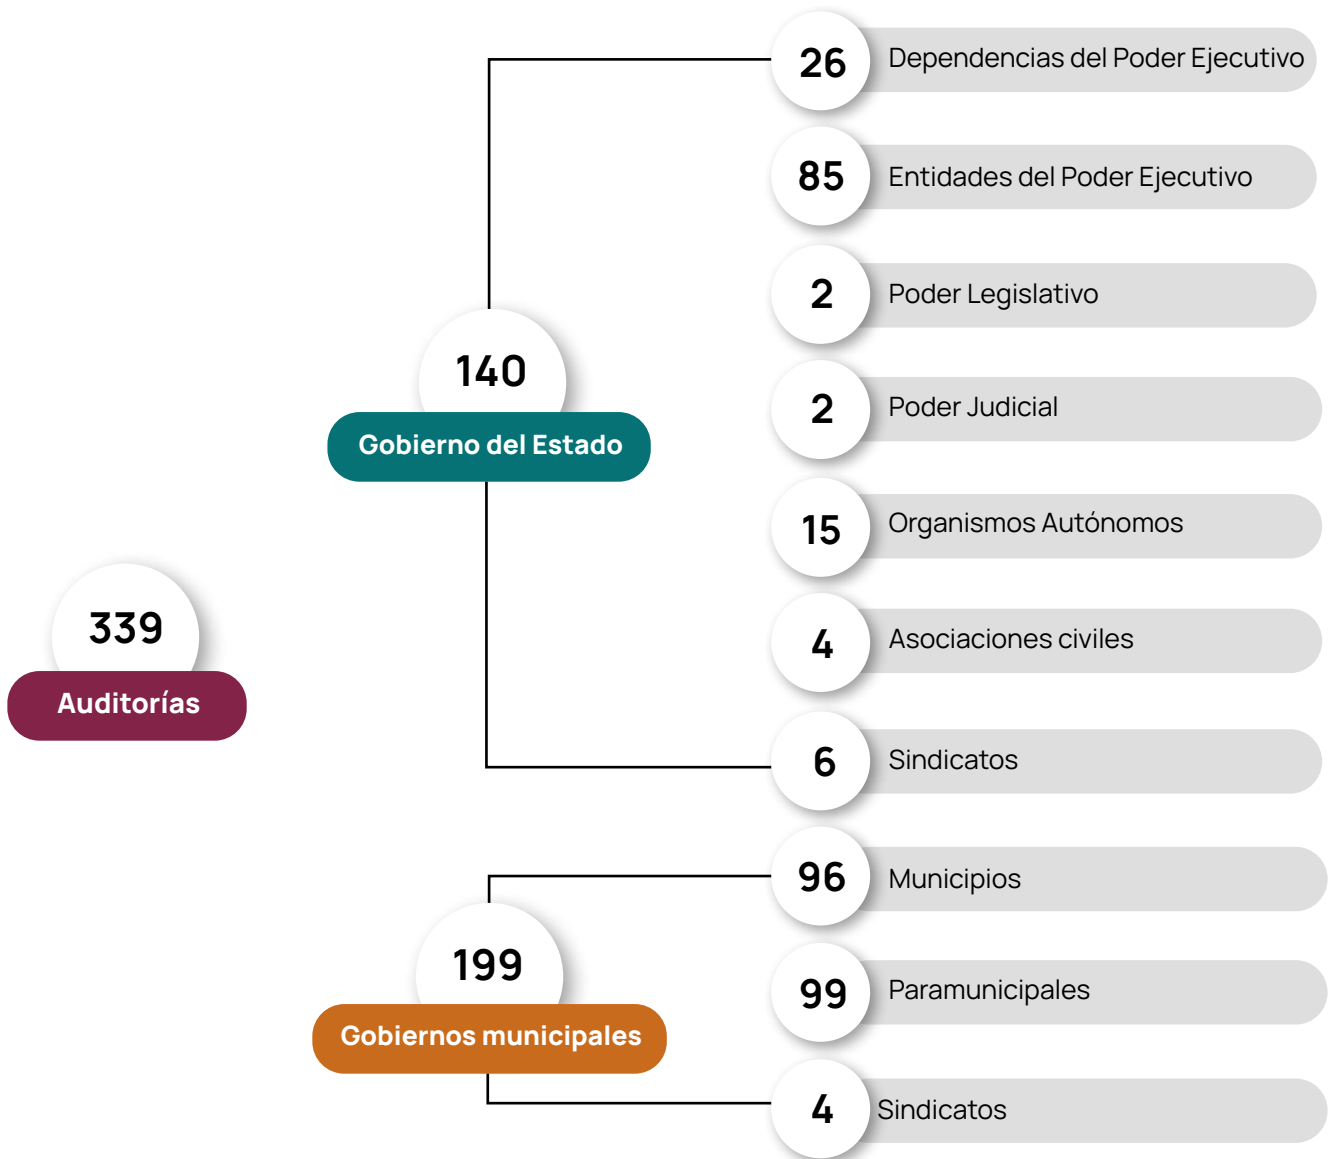 339
Auditorías
140
Gobierno del Estado
26
Dependencias del Poder Ejecutivo
85
Entidades del Poder Ejecutivo
2
Poder Legislativo
2
Poder Judicial
15
Organismos Autónomos
4
Asociaciones civiles
6
Sindicatos
199
Gobiernos municipales
96
Municipios
99
Paramunicipales
4
Sindicatos